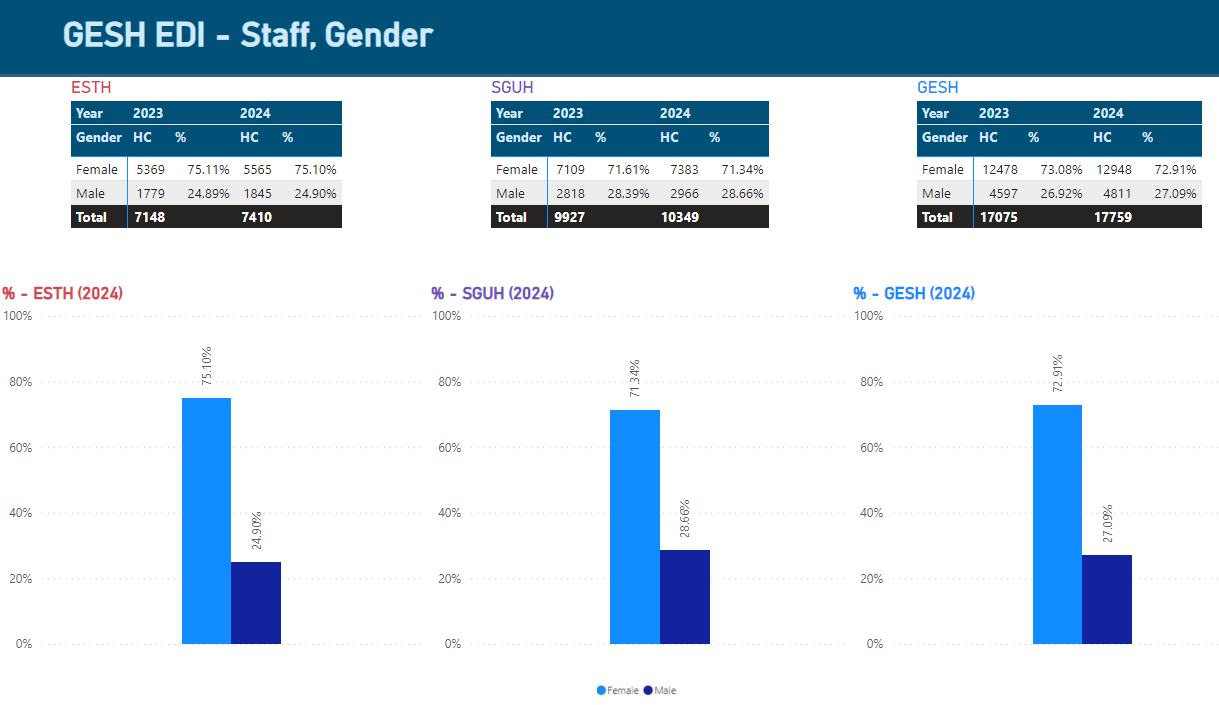 GESH EDI - Staff, Gender
ESTH
Year 2023 2024
Gender HC % HC %
Female 5369 75.11% 5565 75.10%
Male 1779 24.89% 1845 24.90%
Total 7148 7410
SGUH
Year 2023 2024
Gender HC % HC %
Female 7109 71.61% 7383 71.34%
Male 2818 28.39% 2966 28.66%
Total 9927 10349
GESH
Year 2023 2024
Gender HC % HC %
Female 12478 73.08% 12948 72.91%
Male 4597 26.92% 4811 27.09%
Total 17075 17759
% - ESTH (2024)
100%
80%
60%
40%
20%
0%
75.10%
24.90%
% - SGUH (2024)
100%
80%
60%
40%
20%
0%
71.34%
28.66%
% - GESH (2024)
100%
80%
60%
40%
20%
0%
72.91%
27.09%
Female Male